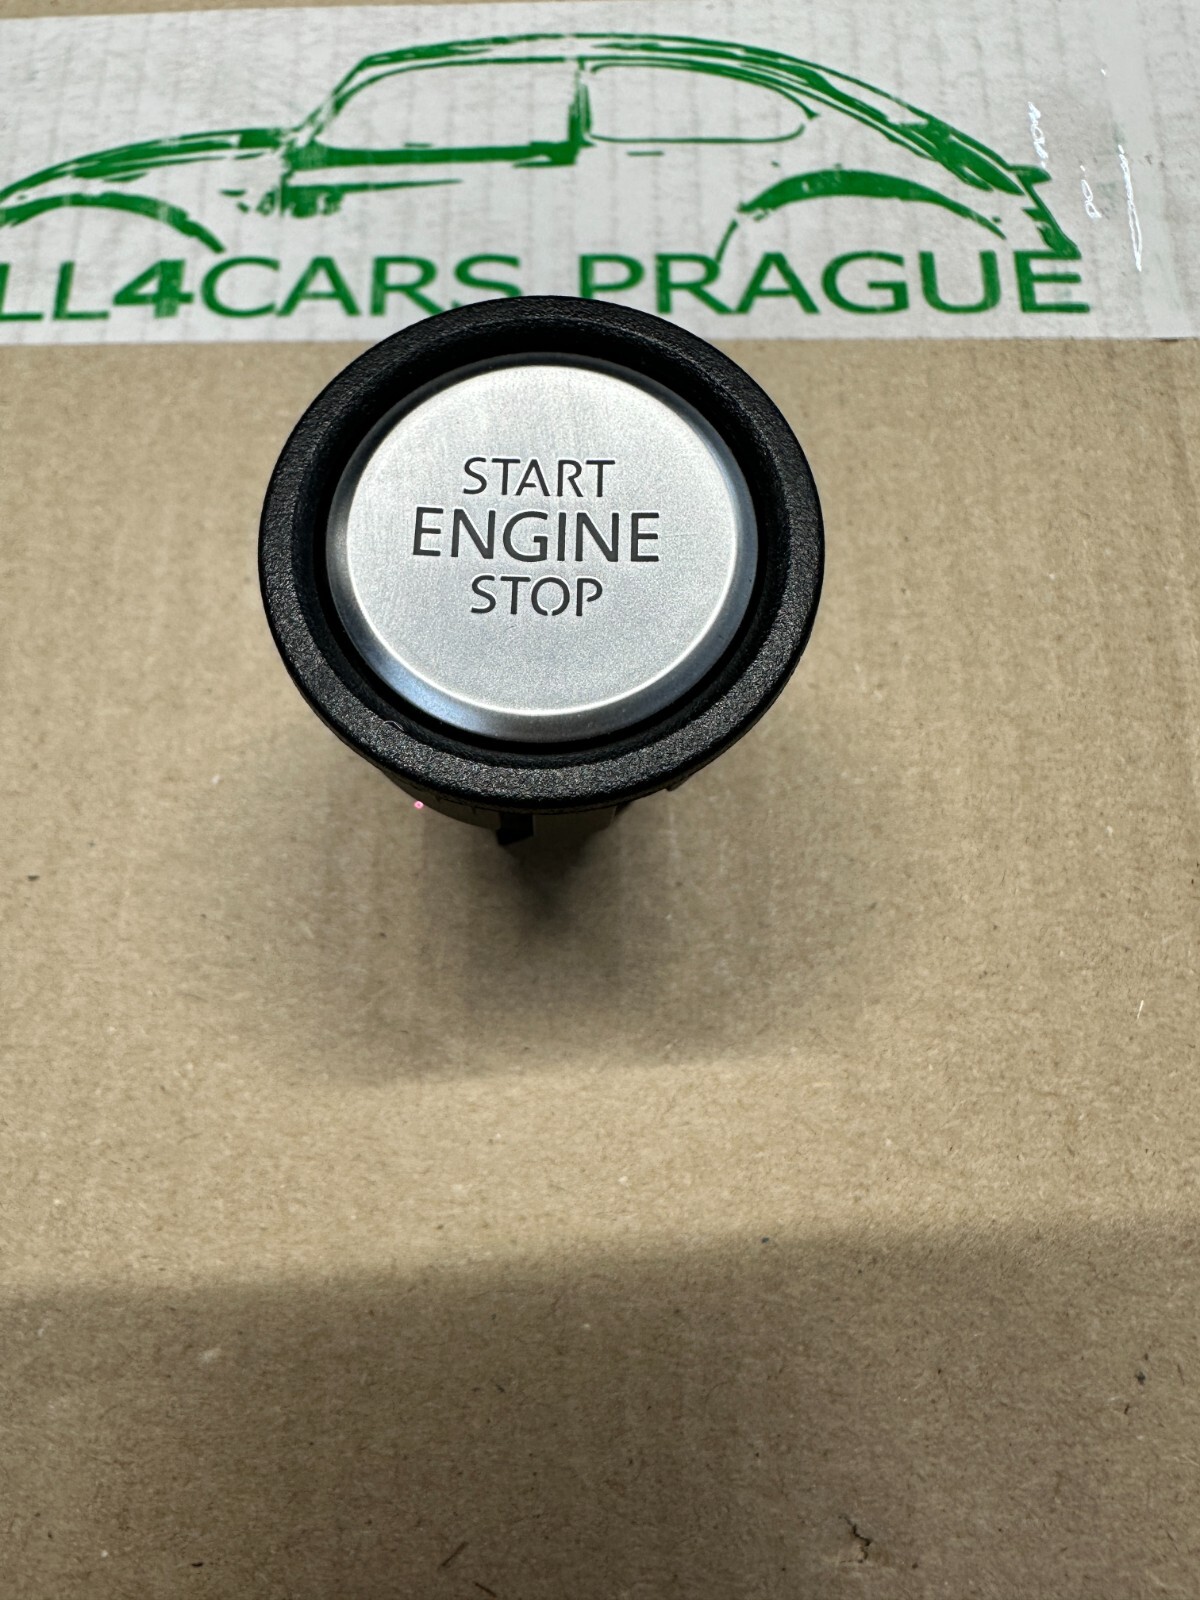 LL4CARS PRAGUE
START
ENGINE
STOP